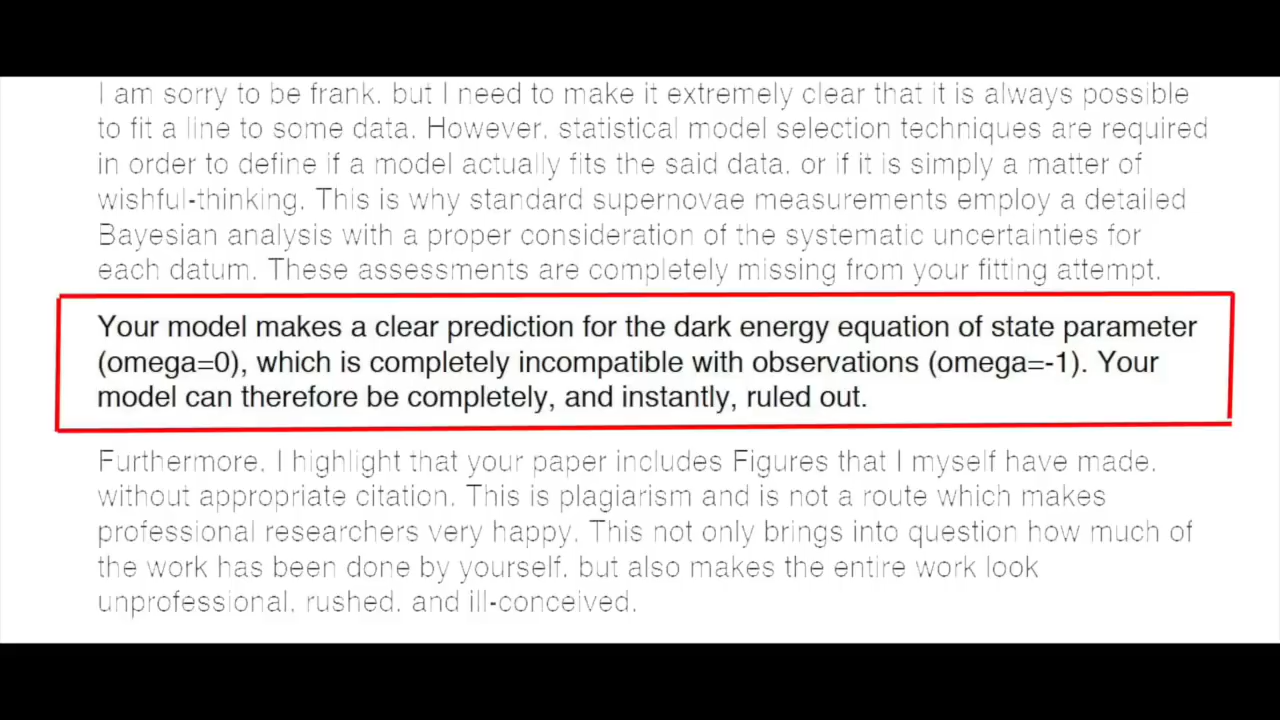 I am sorry to be frank, but I need to make it extremely clear that it is always possible
to fit a line to some data. However, statistical model selection techniques are required
in order to define if a model actually fits the said data, or if it is simply a matter of
wishful-thinking. This is why standard supernovae measurements employ a detailed
Bayesian analysis with a proper consideration of the systematic uncertainties for
each datum. These assessments are completely missing from your fitting attempt.
Your model makes a clear prediction for the dark energy equation of state parameter
(omega=0), which is completely incompatible with observations (omega=-1). Your
model can therefore be completely, and instantly, ruled out.
Furthermore, I highlight that your paper includes Figures that I myself have made,
without appropriate citation. This is plagiarism and is not a route which makes
professional researchers very happy. This not only brings into question how much of
the work has been done by yourself, but also makes the entire work look
unprofessional, rushed, and ill-conceived.